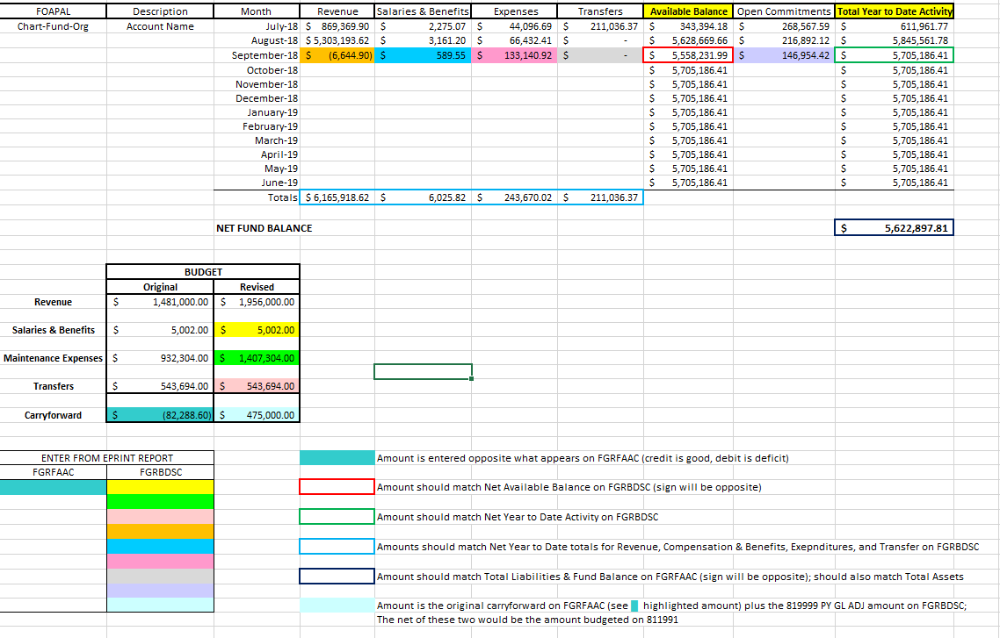 FOAPAL Description Month Revenue Salaries & Benefits Expenses Transfers Available Balance Open Commitments Total Year to Date Activity
Chart-Fund-Org Account Name July-18 $ 869,369.90 $ 2,275.07 $ 44,096.69 $ 211,036.37 $ 343,394.18 $ 268,567.59 $ 611,961.77
August-18 $ 5,303,193.62 $ 3,161.20 $ 66,432.41 $ - $ 5,628,669.66 $ 216,892.12 $ 5,845,561.78
September-18 $ (6,644.90) $ 589.55 $ 133,140.92 $ - $ 5,558,231.99 $ 146,954.42 $ 5,705,186.41
October-18 $ 5,705,186.41 $ 5,705,186.41
November-18 $ 5,705,186.41 $ 5,705,186.41
December-18 $ 5,705,186.41 $ 5,705,186.41
January-19 $ 5,705,186.41 $ 5,705,186.41
February-19 $ 5,705,186.41 $ 5,705,186.41
March-19 $ 5,705,186.41 $ 5,705,186.41
April-19 $ 5,705,186.41 $ 5,705,186.41
May-19 $ 5,705,186.41 $ 5,705,186.41
June-19 $ 5,705,186.41 $ 5,705,186.41
Totals $ 6,165,918.62 $ 6,025.82 $ 243,670.02 $ 211,036.37
NET FUND BALANCE $ 5,622,897.81
BUDGET
Original Revised
Revenue $ 1,481,000.00 $ 1,956,000.00
Salaries & Benefits $ 5,002.00 $ 5,002.00
Maintenance Expenses $ 932,304.00 $ 1,407,304.00
Transfers $ 543,694.00 $ 543,694.00
Carryforward $ (82,288.60) $ 475,000.00
ENTER FROM EPRINT REPORT
FGRFAAC FGRBDSC
Amount is entered opposite what appears on FGRFAAC (credit is good, debit is deficit)
Amount should match Net Available Balance on FGRBDSC (sign will be opposite)
Amount should match Net Year to Date Activity on FGRBDSC
Amounts should match Net Year to Date totals for Revenue, Compensation & Benefits, Exepnditures, and Transfer on FGRBDSC
Amount should match Total Liabilities & Fund Balance on FGRFAAC (sign will be opposite); should also match Total Assets
Amount is the original carryforward on FGRFAAC (see highlighted amount) plus the 819999 PY GL ADJ amount on FGRBDSC;
The net of these two would be the amount budgeted on 811991